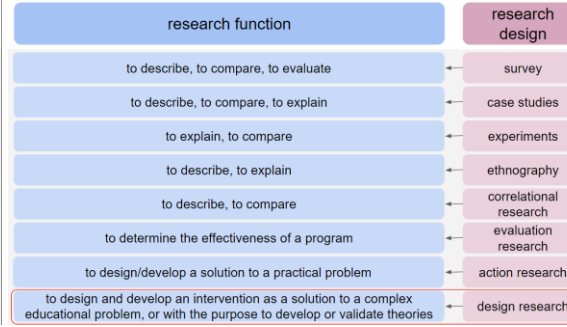 research function
research
design
to describe, to compare, to evaluate
survey
to describe, to compare, to explain
case studies
to explain, to compare
experiments
to describe, to explain
ethnography
to describe, to compare
correlational
research
to determine the effectiveness of a program
evaluation
research
to design/develop a solution to a practical problem
action research
to design and develop an intervention as a solution to a complex
educational problem, or with the purpose to develop or validate theories
design research